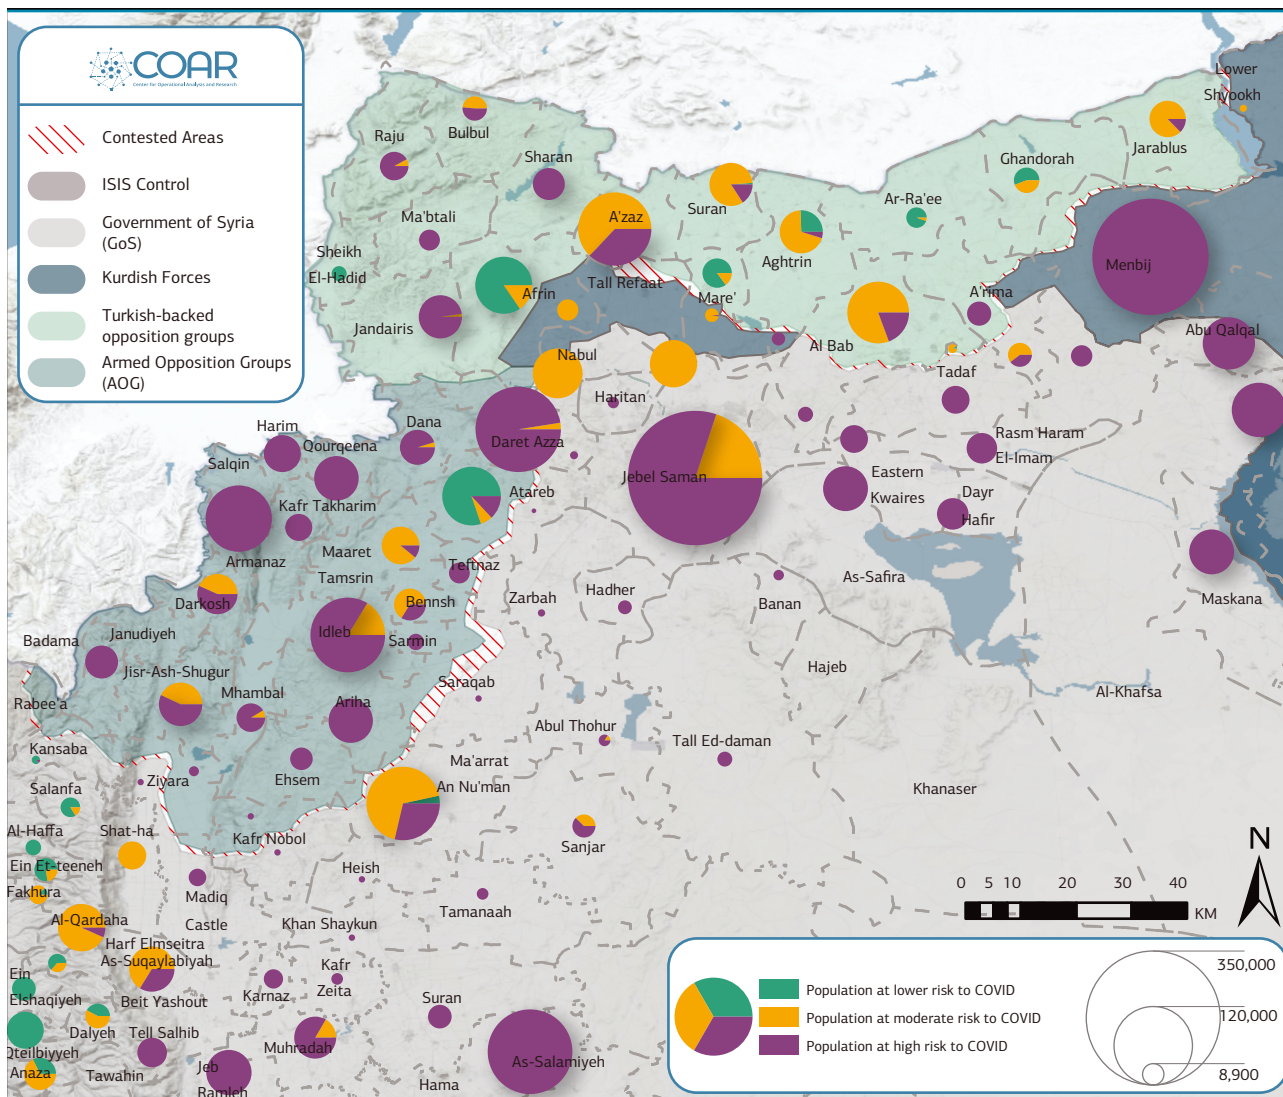 COAR
Center for Operational Analysis and Research
Contested Areas
ISIS Control
Government of Syria
(GoS)
Kurdish Forces
Turkish-backed
opposition groups
Armed Opposition Groups
(AOG)
Lower
Shyookh
Jarablus
Ghandorah
Ar-Ra'ee
Bulbul
Raju
Sharan
Ma'btali
Sheikh
El-Hadid
A'zaz
Suran
Aghtrin
Menbij
Tall Refaat
Afrin
Mare'
A'rima
Jandairis
Al Bab
Abu Qalqal
Nabul
Tadaf
Haritan
Harim
Dana
Qourqeena
Daret Azza
Rasm Haram
El-Imam
Salqin
Jebel Saman
Eastern
Kwaires
Kafr Takharim
Atareb
Dayr
Hafir
Armanaz
Maaret
Tamsrin
Teftnaz
As-Safira
Darkosh
Bennsh
Zarbah
Hadher
Banan
Maskana
Badama
Janudiyeh
Idleb
Sarmin
Jisr-Ash-Shugur
Hajeb
Saraqab
Mhambal
Ariha
Al-Khafsa
Rabee'a
Abul Thohur
Tall Ed-daman
Kansaba
Ma'arrat
An Nu'man
Ziyara
Ehsem
Salanfa
Khanaser
Al-Haffa
Shat-ha
Kafr Nobol
Sanjar
Ein Et-teeneh
Heish
Fakhura
Madiq
Castle
Tamanaah
Al-Qardaha
Khan Shaykun
Harf Elmseitra
As-Suqaylabiyah
Kafr
Zeita
Ein
Elshaqiyeh
Beit Yashout
Karnaz
Suran
Dalyeh
Tell Salhib
Qteilbiyyeh
Muhradah
As-Salamiyeh
Anaza
Tawahin
Jeb
Ramleh
Hama
N
0 5 10 20 30 40
KM
Population at lower risk to COVID
Population at moderate risk to COVID
Population at high risk to COVID
350,000
120,000
8,900